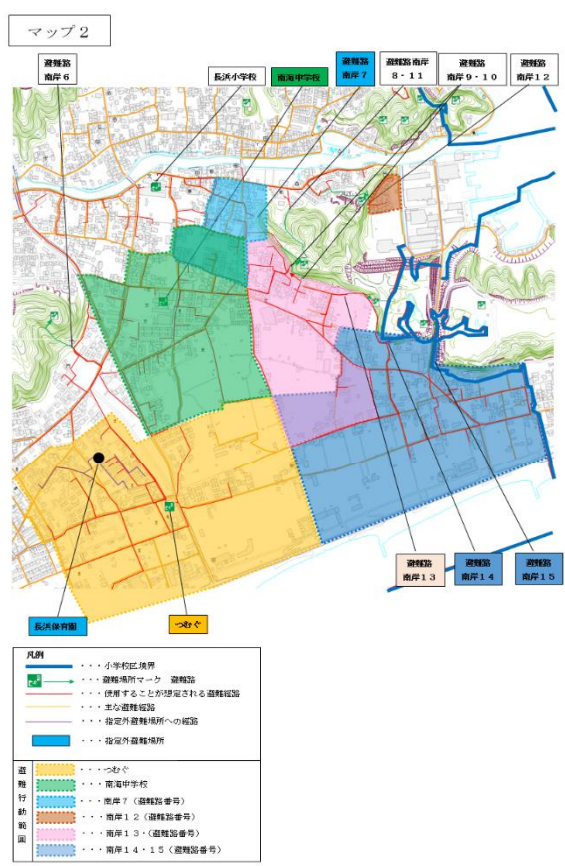 マップ2
避難路
南岸6
長浜小学校
南海中学校
避難路
南岸7
避難路南岸
8・11
避難路
南岸9・10
避難路
南岸12
避難路
南岸13
避難路
南岸14
避難路
南岸15
長浜保育園
つむぐ
凡例
・・・小学校区境界
・・・避難場所マーク 避難路
・・・使用することが想定される避難経路
・・・主な避難経路
・・・指定外避難場所への経路
・・・指定外避難場所
避難行動範囲
・・・つむぐ
・・・南海中学校
・・・南岸7(避難路番号)
・・・南岸12(避難路番号)
・・・南岸13・(避難路番号)
・・・南岸14・15(避難路番号)